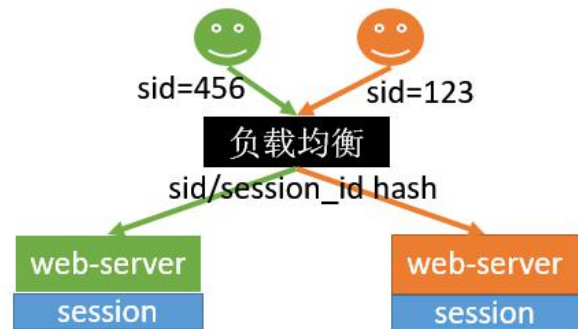 sid=456
sid=123
负载均衡
sid/session_id hash
web-server
web-server
session
session